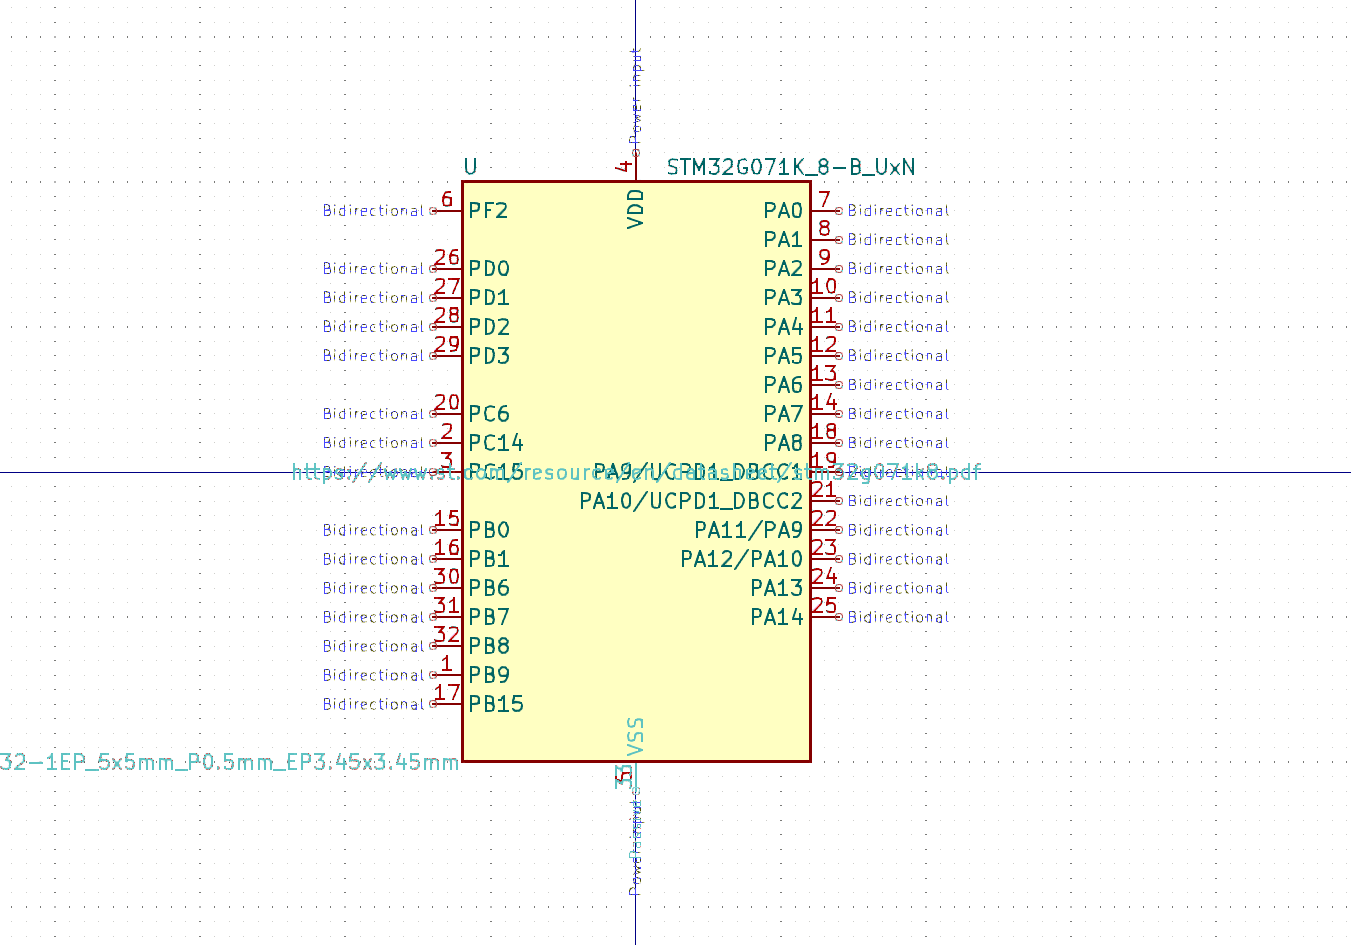 Power input
4
U
STM32G071K_8-B_UxN
VDD
Bidirectional 6 PF2
PA0 7 Bidirectional
PA1 8 Bidirectional
Bidirectional 26 PD0
PA2 9 Bidirectional
Bidirectional 27 PD1
PA3 10 Bidirectional
Bidirectional 28 PD2
PA4 11 Bidirectional
Bidirectional 29 PD3
PA5 12 Bidirectional
PA6 13 Bidirectional
Bidirectional 20 PC6
PA7 14 Bidirectional
Bidirectional 2 PC14
PA8 18 Bidirectional
Bidirectional 3 PC15
PA9/UCPD1_DBCC1 19 Bidirectional
https://www.st.com/resource/en/datasheet/stm32g071k8.pdf
PA10/UCPD1_DBCC2 21 Bidirectional
Bidirectional 15 PB0
PA11/PA9 22 Bidirectional
Bidirectional 16 PB1
PA12/PA10 23 Bidirectional
Bidirectional 30 PB6
PA13 24 Bidirectional
Bidirectional 31 PB7
PA14 25 Bidirectional
Bidirectional 32 PB8
Bidirectional 1 PB9
Bidirectional 17 PB15
VSS
32-1EP_5x5mm_P0.5mm_EP3.45x3.45mm
5
Power input